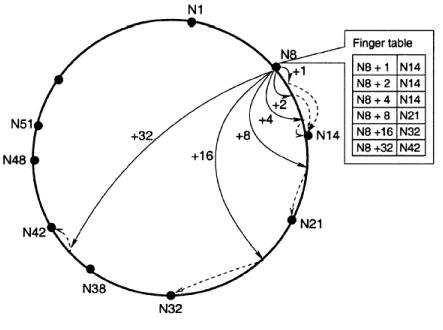 N1
N8
Finger table
N8 + 1 N14
N8 + 2 N14
N8 + 4 N14
N8 + 8 N21
N8 +16 N32
N8 +32 N42
+1
+2
+4
+8
+16
+32
N14
N21
N32
N38
N42
N48
N51